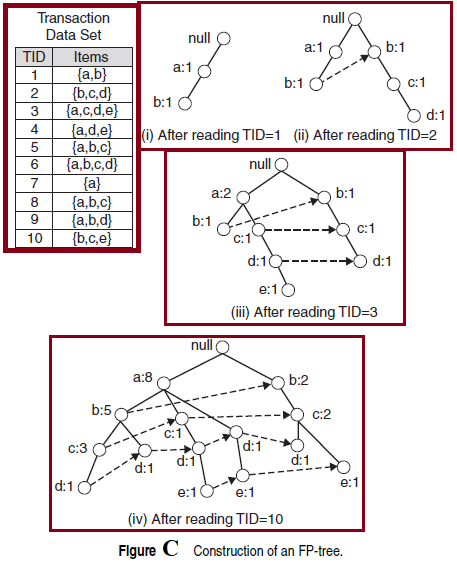 Transaction
Data Set
TID Items
1 {a,b}
2 {b,c,d}
3 {a,c,d,e}
4 {a,d,e}
5 {a,b,c}
6 {a,b,c,d}
7 {a}
8 {a,b,c}
9 {a,b,d}
10 {b,c,e}
null
a:1
b:1
(i) After reading TID=1
null
a:1 b:1
b:1 c:1
d:1
(ii) After reading TID=2
null
a:2 b:1
b:1 c:1 c:1
d:1 d:1
e:1
(iii) After reading TID=3
null
a:8 b:2
b:5 c:2
c:3 c:1 d:1
d:1 d:1 d:1 d:1
e:1 e:1 e:1
(iv) After reading TID=10
Figure C Construction of an FP-tree.